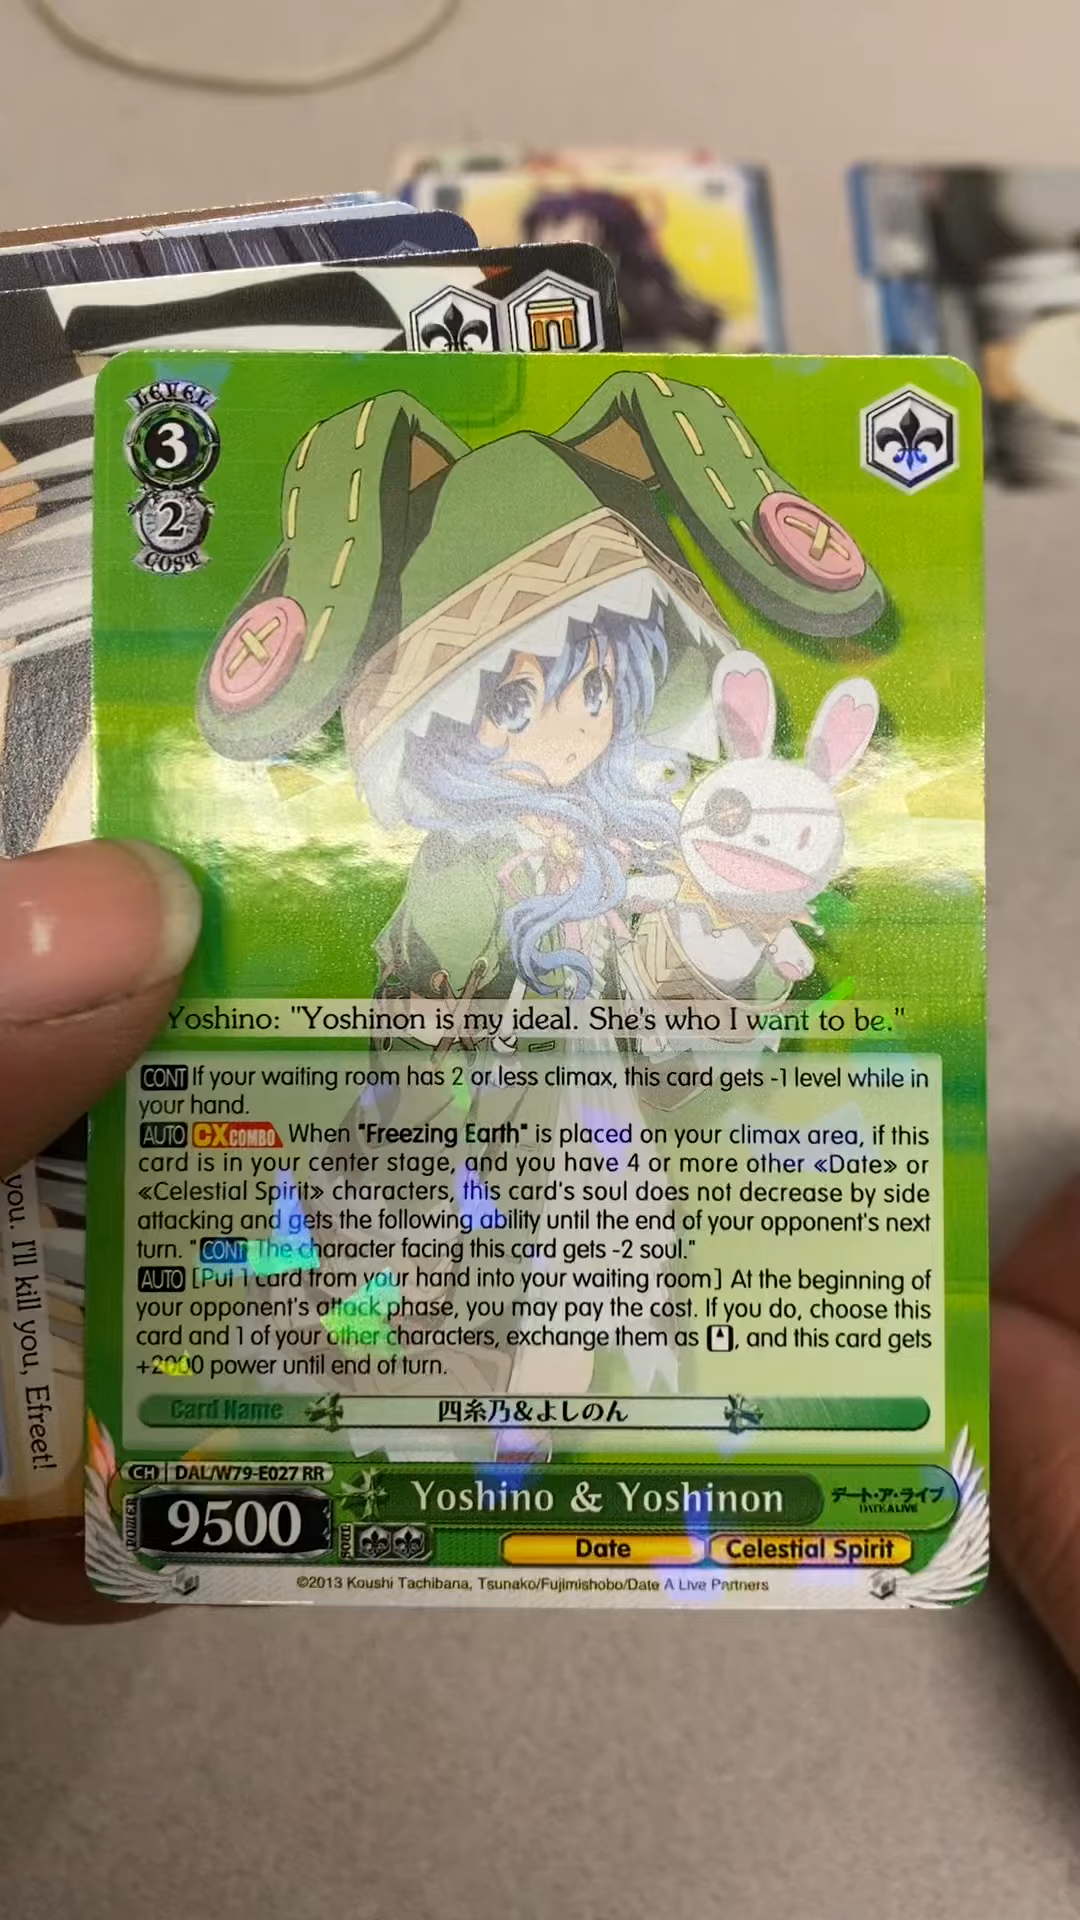 LEVEL
3
2
COST
Yoshino: "Yoshinon is my ideal. She's who I want to be."
CONT If your waiting room has 2 or less climax, this card gets -1 level while in
your hand.
AUTO CXCOMBO When "Freezing Earth" is placed on your climax area, if this
card is in your center stage, and you have 4 or more other «Date» or
«Celestial Spirit» characters, this card's soul does not decrease by side
attacking and gets the following ability until the end of your opponent's next
turn. "CONT The character facing this card gets -2 soul."
AUTO [Put 1 card from your hand into your waiting room] At the beginning of
your opponent's attack phase, you may pay the cost. If you do, choose this
card and 1 of your other characters, exchange them as , and this card gets
+2000 power until end of turn.
Card Name 四糸乃&よしのん
CH DAL/W79-E027 RR
POWER 9500 SOUL
Yoshino & Yoshinon
デート・ア・ライブ
DATE A LIVE
Date Celestial Spirit
©2013 Koushi Tachibana, Tsunako/Fujimishobo/Date A Live Partners
you. I'll kill you, Efreet!